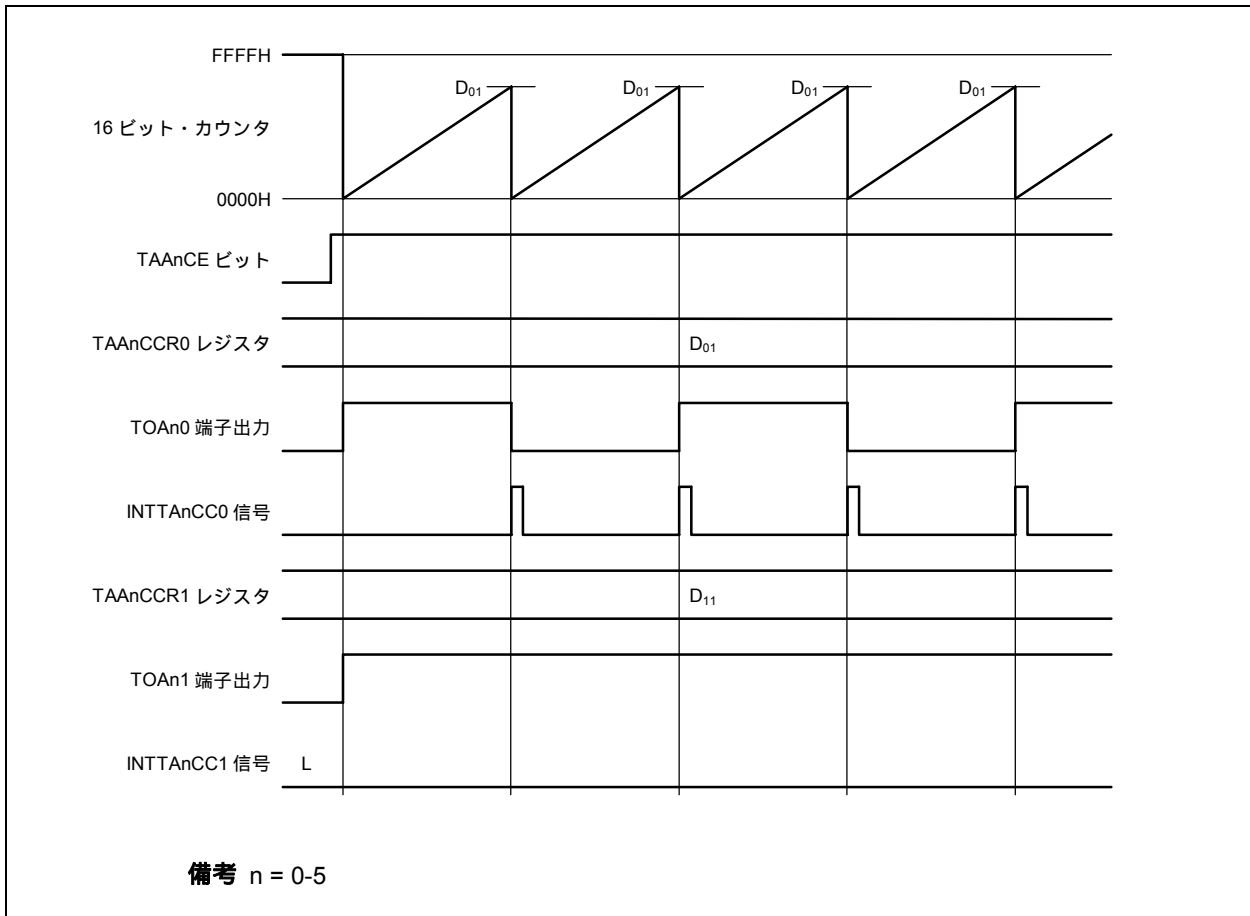 FFFFH
D₀₁ D₀₁ D₀₁ D₀₁
16 ビット・カウンタ
0000H
TAAnCE ビット
TAAnCCR0 レジスタ D₀₁
TOAn0 端子出力
INTTAnCC0 信号
TAAnCCR1 レジスタ D₁₁
TOAn1 端子出力
INTTAnCC1 信号 L
備考 n = 0-5